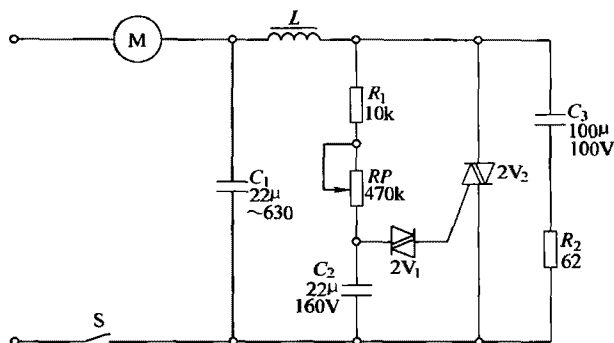 L
M
R₁
10k
C₃
100μ
100V
C₁
22μ
~630
RP
470k
2V₂
2V₁
R₂
62
C₂
22μ
160V
S